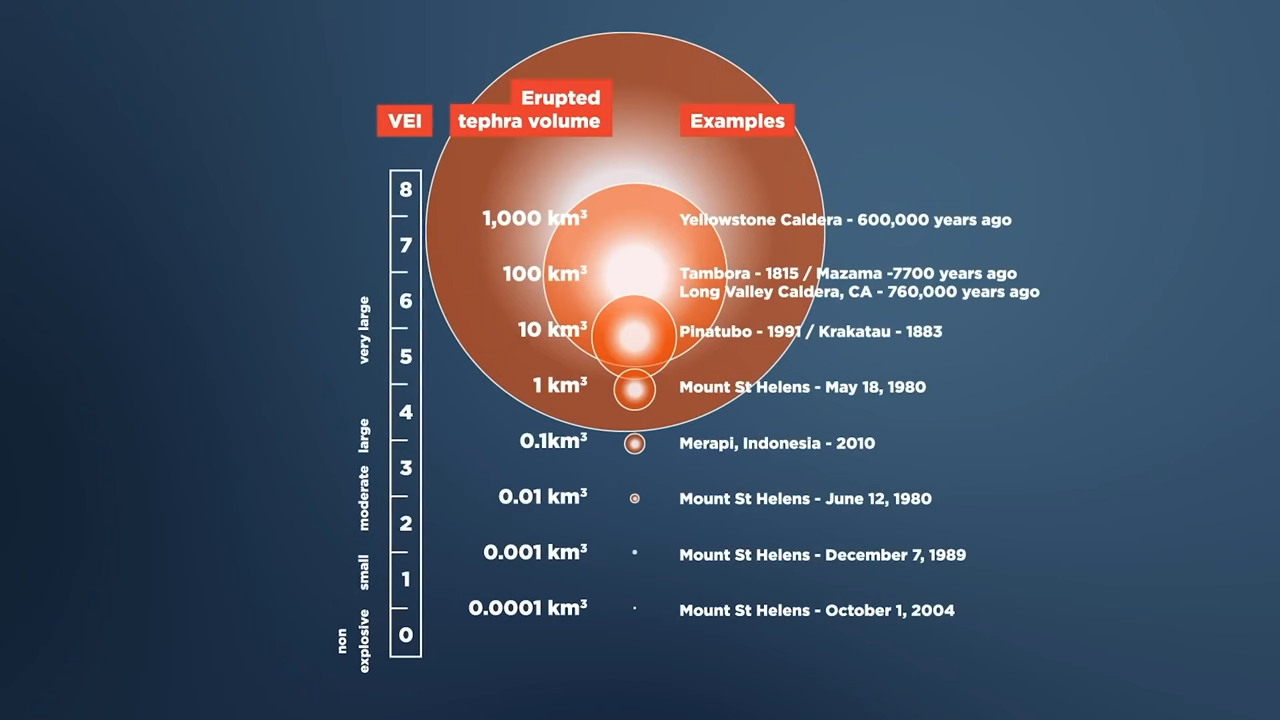 VEI
Erupted
tephra volume
Examples
8
1,000 km³
Yellowstone Caldera - 600,000 years ago
7
100 km³
Tambora - 1815 / Mazama -7700 years ago
Long Valley Caldera, CA - 760,000 years ago
6
10 km³
Pinatubo - 1991 / Krakatau - 1883
very large
5
1 km³
Mount St Helens - May 18, 1980
4
large
0.1km³
Merapi, Indonesia - 2010
3
moderate
0.01 km³
Mount St Helens - June 12, 1980
2
0.001 km³
Mount St Helens - December 7, 1989
small
1
0.0001 km³
Mount St Helens - October 1, 2004
0
non
explosive